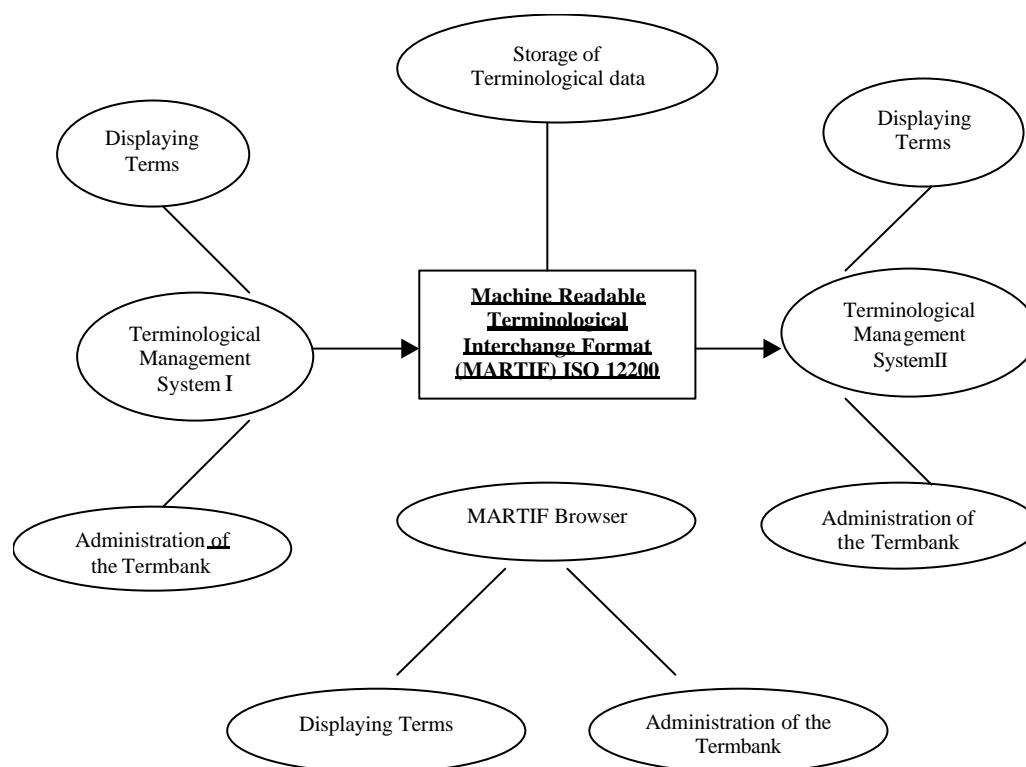 Storage of
Terminological data
Displaying
Terms
Displaying
Terms
Machine Readable
Terminological
Interchange Format
(MARTIF) ISO 12200
Terminological
Management
System I
Terminological
Management
SystemII
MARTIF Browser
Administration of
the Termbank
Administration of
the Termbank
Displaying Terms
Administration of the
Termbank